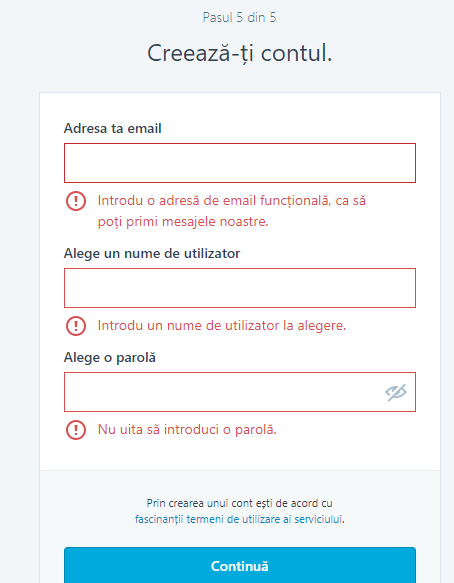 Pasul 5 din 5
Creează-ți contul.
Adresa ta email
Introdu o adresă de email funcțională, ca să
poți primi mesajele noastre.
Alege un nume de utilizator
Introdu un nume de utilizator la alegere.
Alege o parolă
Nu uita să introduci o parolă.
Prin crearea unui cont ești de acord cu
fascinanții termeni de utilizare ai serviciului.
Continuă